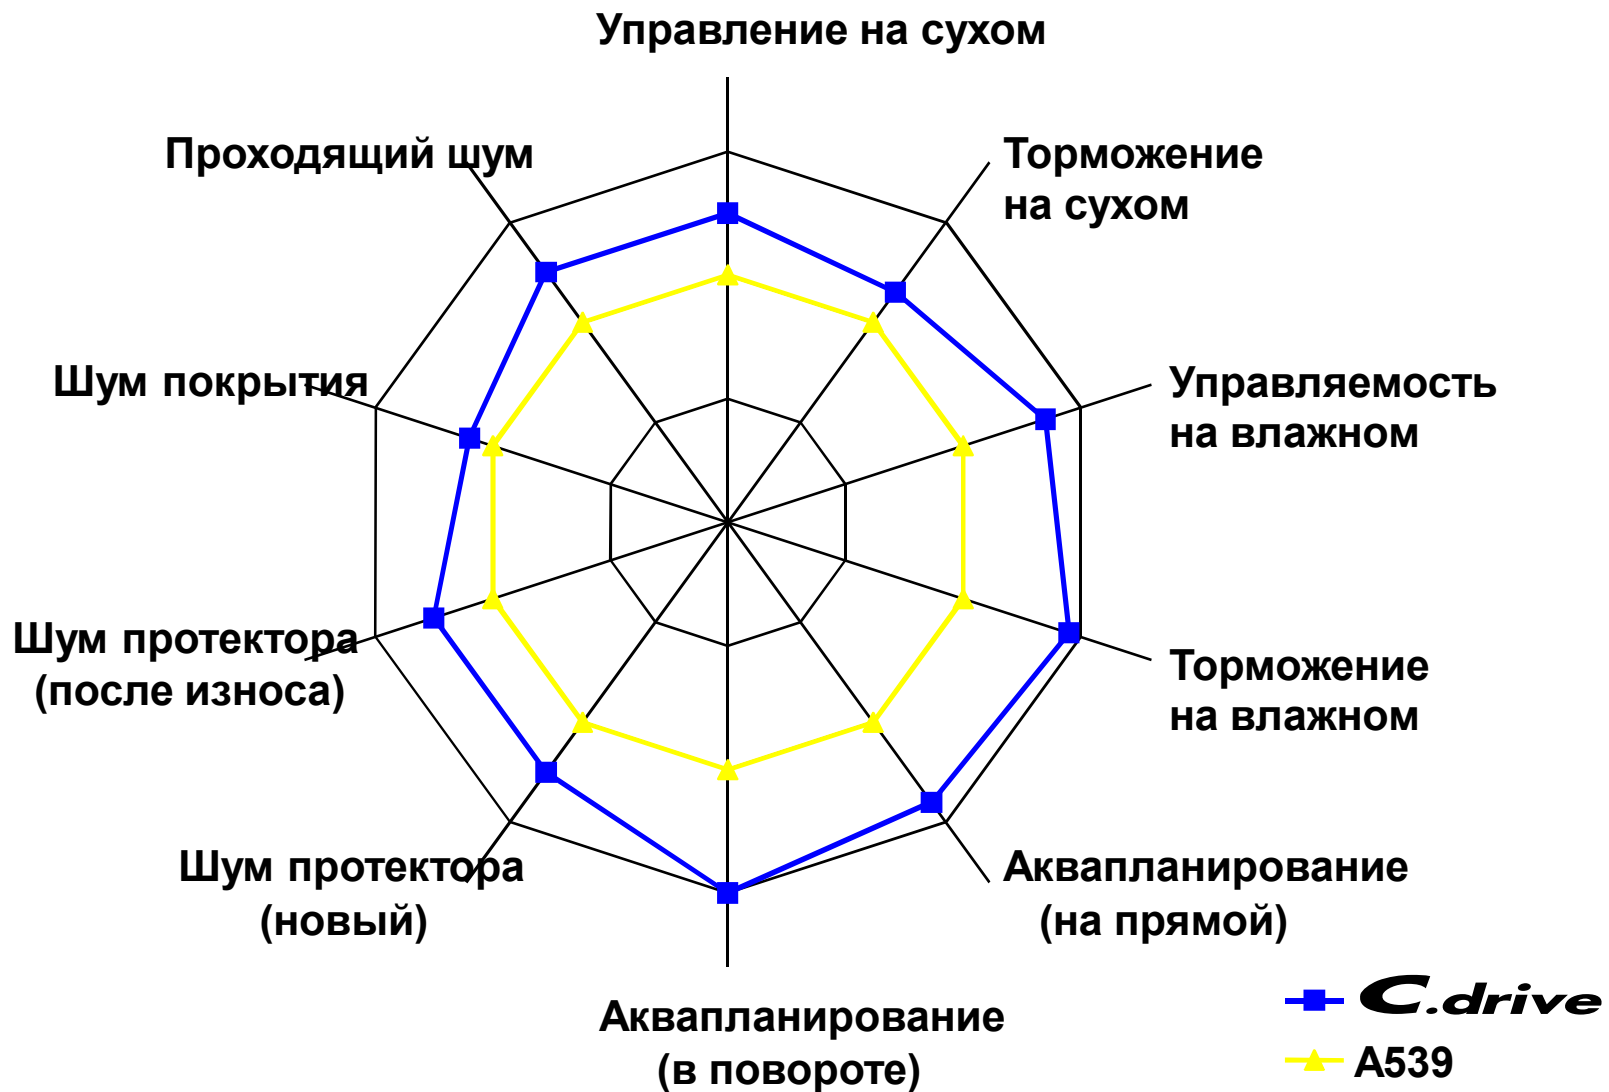 Управление на сухом
Проходящий шум
Торможение
на сухом
Шум покрытия
Управляемость
на влажном
Шум протектора
(после износа)
Торможение
на влажном
Шум протектора
(новый)
Аквапланирование
(на прямой)
Аквапланирование
(в повороте)
C.drive
A539